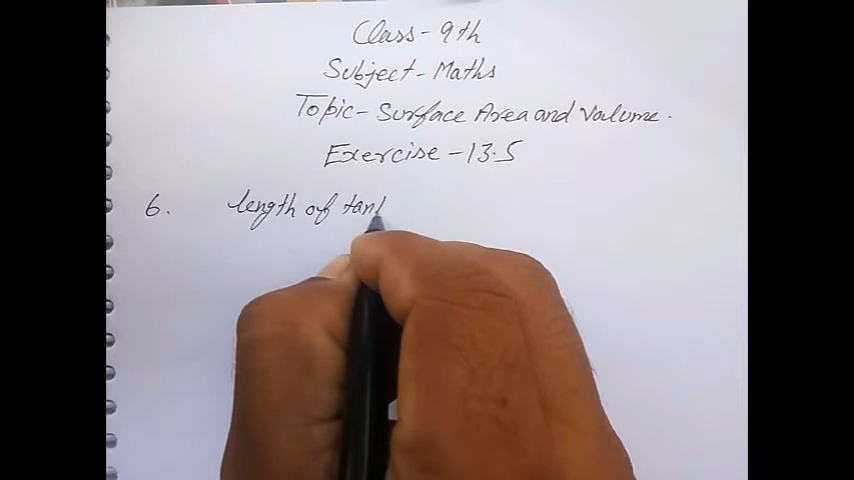 Class - 9th
Subject - Maths
Topic - Surface Area and Volume.
Exercise - 13.5
6. length of tan